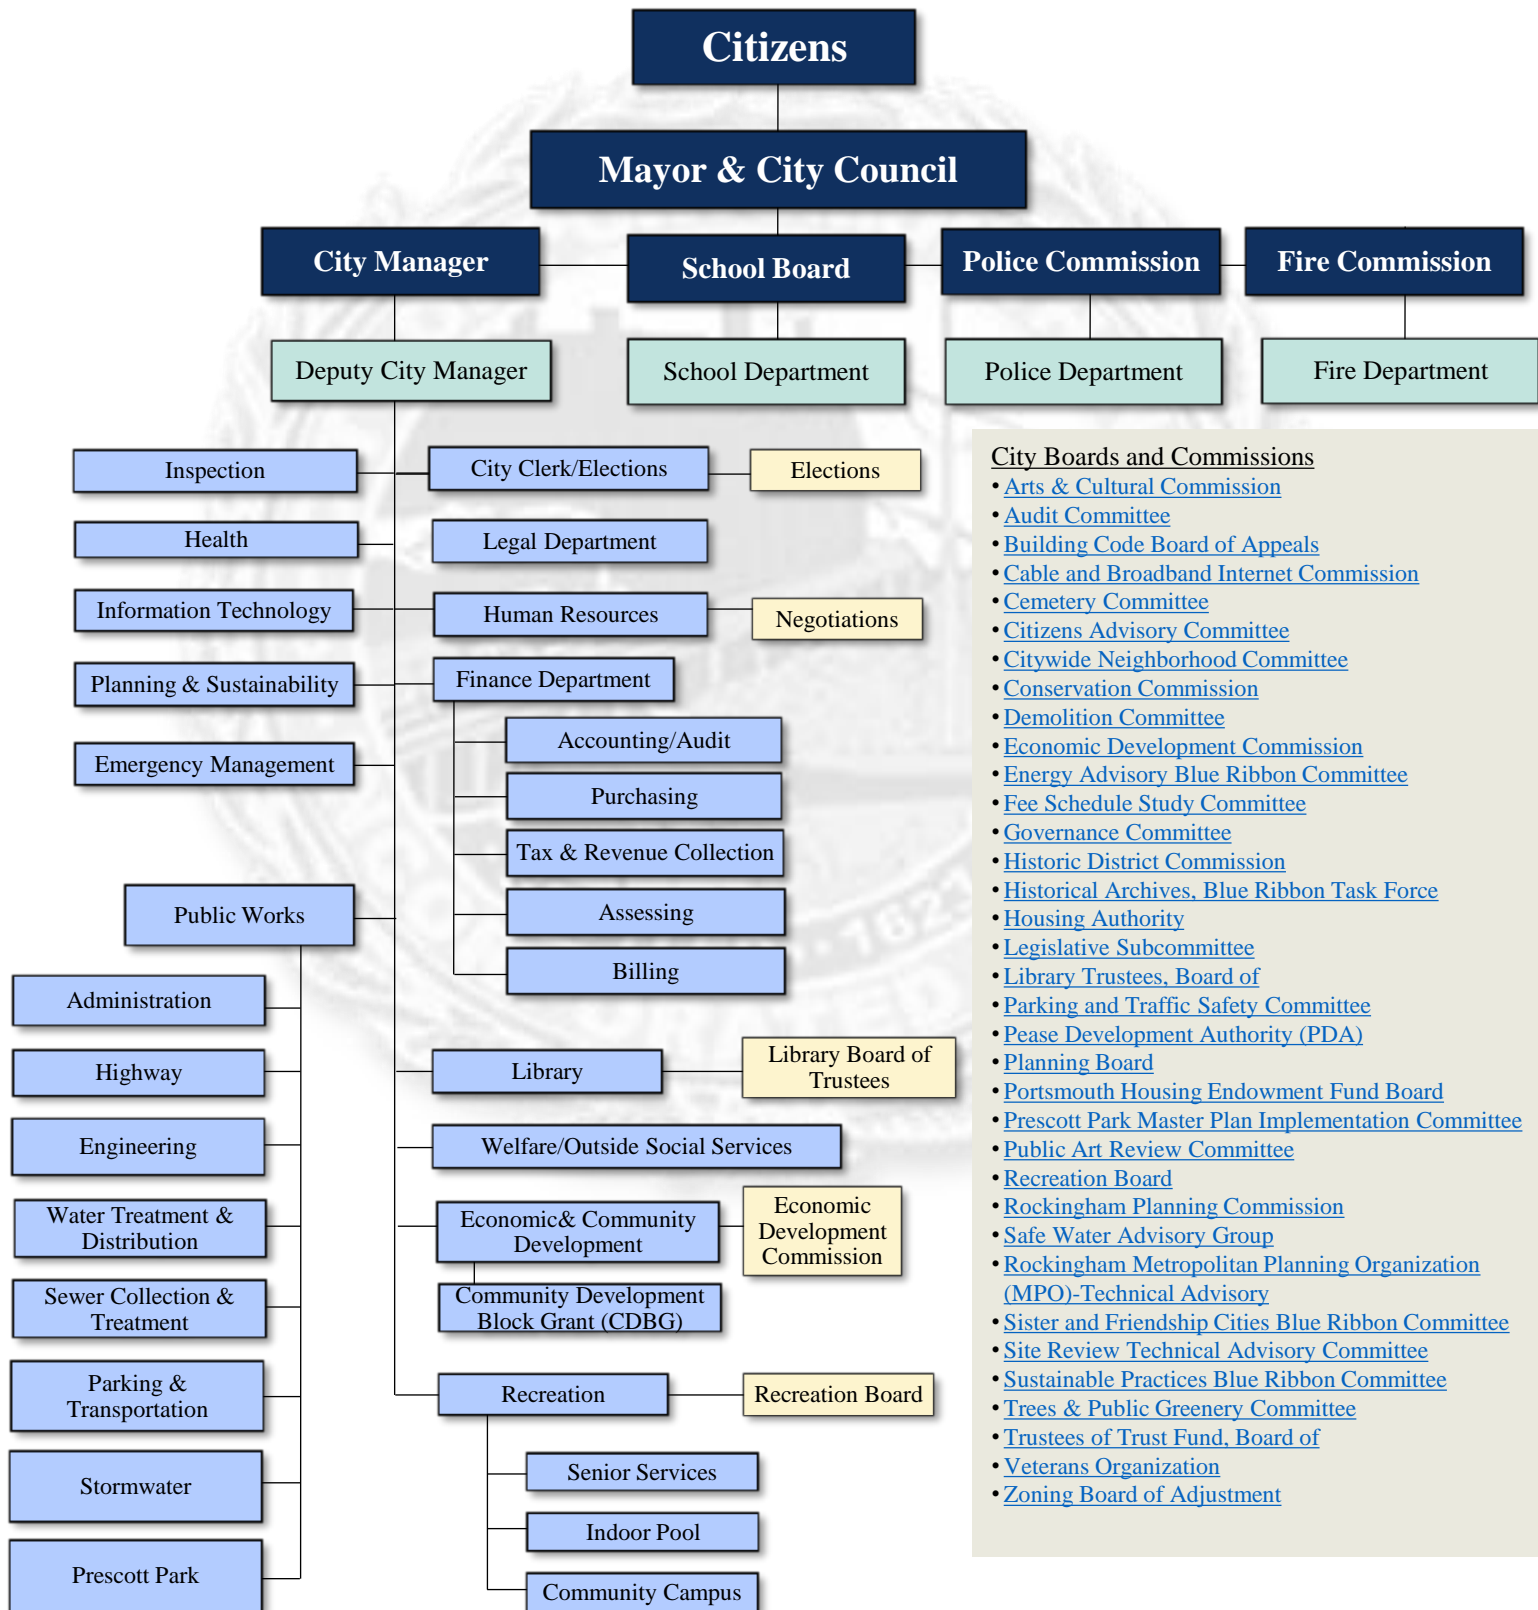 Citizens
Mayor & City Council
City Manager
School Board
Police Commission
Fire Commission
Deputy City Manager
School Department
Police Department
Fire Department
Inspection
City Clerk/Elections
Elections
Health
Legal Department
Information Technology
Human Resources
Negotiations
Planning & Sustainability
Finance Department
Emergency Management
Accounting/Audit
Purchasing
Tax & Revenue Collection
Assessing
Billing
Public Works
Administration
Highway
Engineering
Water Treatment &
Distribution
Sewer Collection &
Treatment
Parking &
Transportation
Stormwater
Prescott Park
Library
Library Board of
Trustees
Welfare/Outside Social Services
Economic& Community
Development
Economic
Development
Commission
Community Development
Block Grant (CDBG)
Recreation
Recreation Board
Senior Services
Indoor Pool
Community Campus
City Boards and Commissions
• Arts & Cultural Commission
• Audit Committee
• Building Code Board of Appeals
• Cable and Broadband Internet Commission
• Cemetery Committee
• Citizens Advisory Committee
• Citywide Neighborhood Committee
• Conservation Commission
• Demolition Committee
• Economic Development Commission
• Energy Advisory Blue Ribbon Committee
• Fee Schedule Study Committee
• Governance Committee
• Historic District Commission
• Historical Archives, Blue Ribbon Task Force
• Housing Authority
• Legislative Subcommittee
• Library Trustees, Board of
• Parking and Traffic Safety Committee
• Pease Development Authority (PDA)
• Planning Board
• Portsmouth Housing Endowment Fund Board
• Prescott Park Master Plan Implementation Committee
• Public Art Review Committee
• Recreation Board
• Rockingham Planning Commission
• Safe Water Advisory Group
• Rockingham Metropolitan Planning Organization
(MPO)-Technical Advisory
• Sister and Friendship Cities Blue Ribbon Committee
• Site Review Technical Advisory Committee
• Sustainable Practices Blue Ribbon Committee
• Trees & Public Greenery Committee
• Trustees of Trust Fund, Board of
• Veterans Organization
• Zoning Board of Adjustment